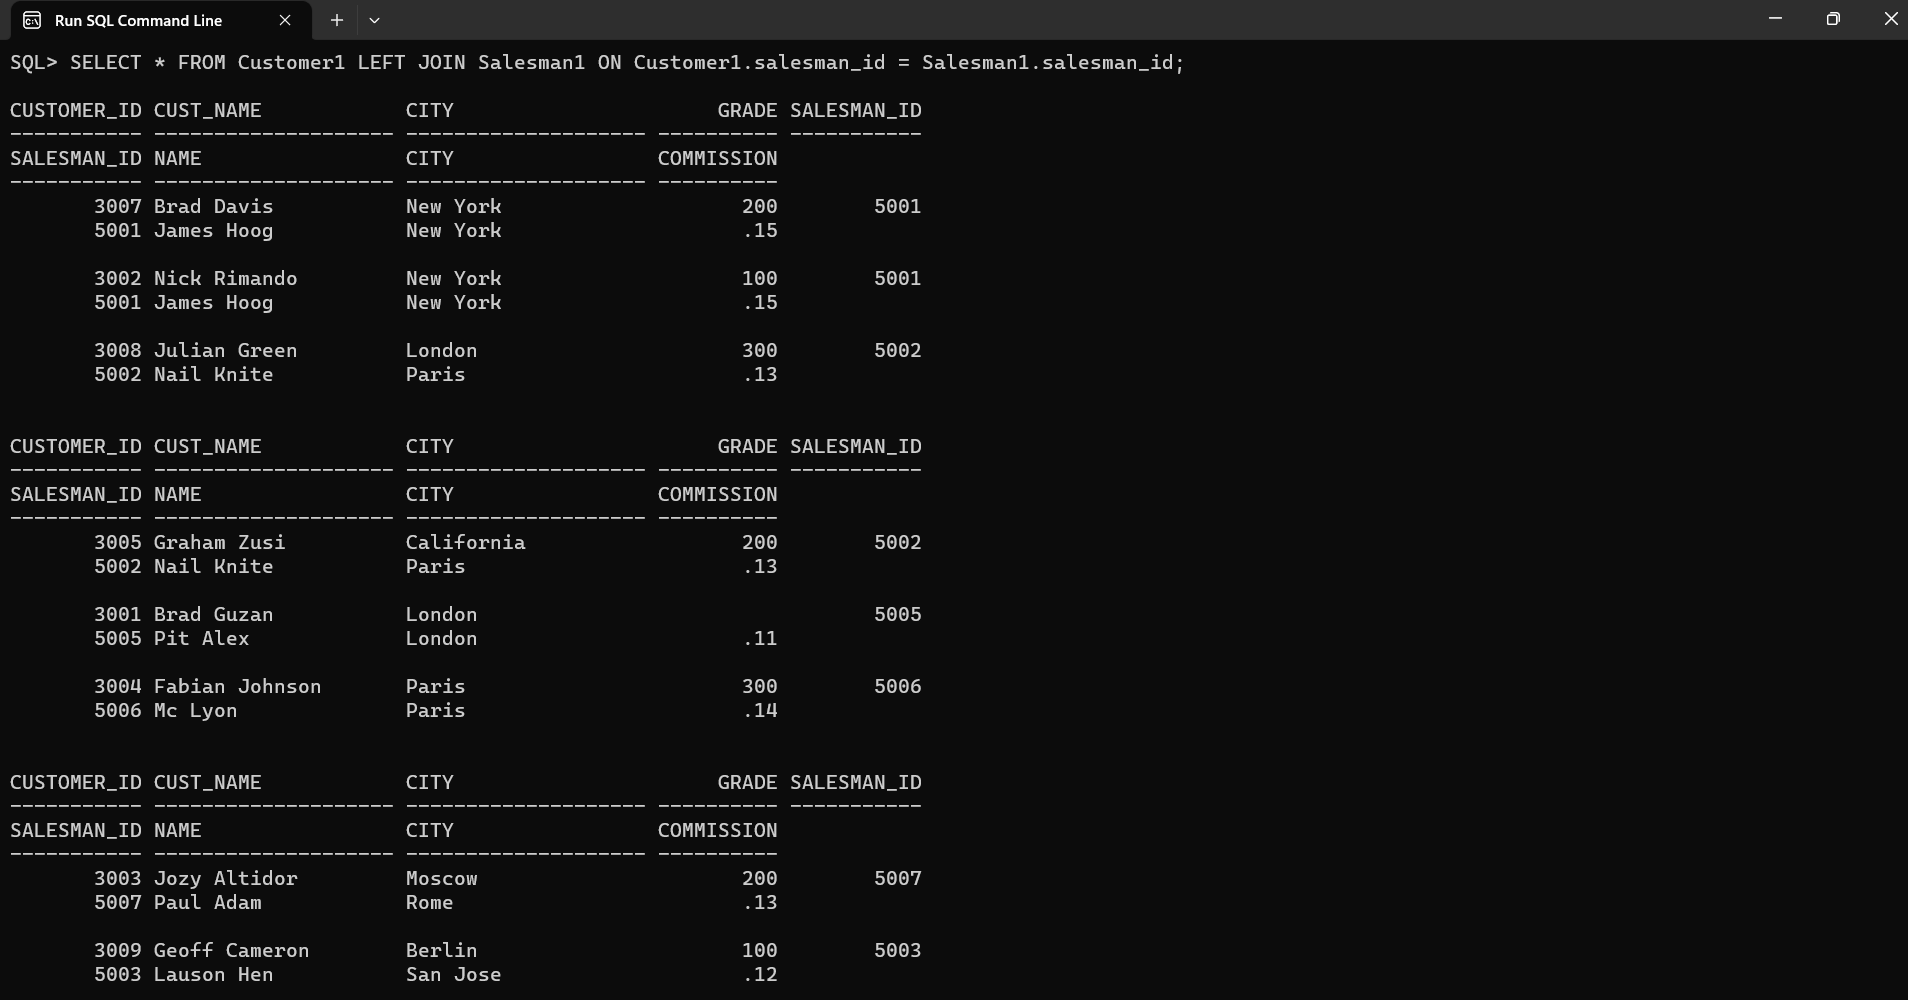 Run SQL Command Line
SQL> SELECT * FROM Customer1 LEFT JOIN Salesman1 ON Customer1.salesman_id = Salesman1.salesman_id;
CUSTOMER_ID CUST_NAME            CITY                      GRADE SALESMAN_ID
----------- -------------------- -------------------- ---------- -----------
SALESMAN_ID NAME                 CITY                 COMMISSION
----------- -------------------- -------------------- ----------
       3007 Brad Davis           New York                    200        5001
       5001 James Hoog           New York                    .15
       3002 Nick Rimando         New York                    100        5001
       5001 James Hoog           New York                    .15
       3008 Julian Green         London                      300        5002
       5002 Nail Knite           Paris                       .13
CUSTOMER_ID CUST_NAME            CITY                      GRADE SALESMAN_ID
----------- -------------------- -------------------- ---------- -----------
SALESMAN_ID NAME                 CITY                 COMMISSION
----------- -------------------- -------------------- ----------
       3005 Graham Zusi          California                  200        5002
       5002 Nail Knite           Paris                       .13
       3001 Brad Guzan           London                                 5005
       5005 Pit Alex             London                      .11
       3004 Fabian Johnson       Paris                       300        5006
       5006 Mc Lyon              Paris                       .14
CUSTOMER_ID CUST_NAME            CITY                      GRADE SALESMAN_ID
----------- -------------------- -------------------- ---------- -----------
SALESMAN_ID NAME                 CITY                 COMMISSION
----------- -------------------- -------------------- ----------
       3003 Jozy Altidor         Moscow                      200        5007
       5007 Paul Adam            Rome                        .13
       3009 Geoff Cameron        Berlin                      100        5003
       5003 Lauson Hen           San Jose                    .12